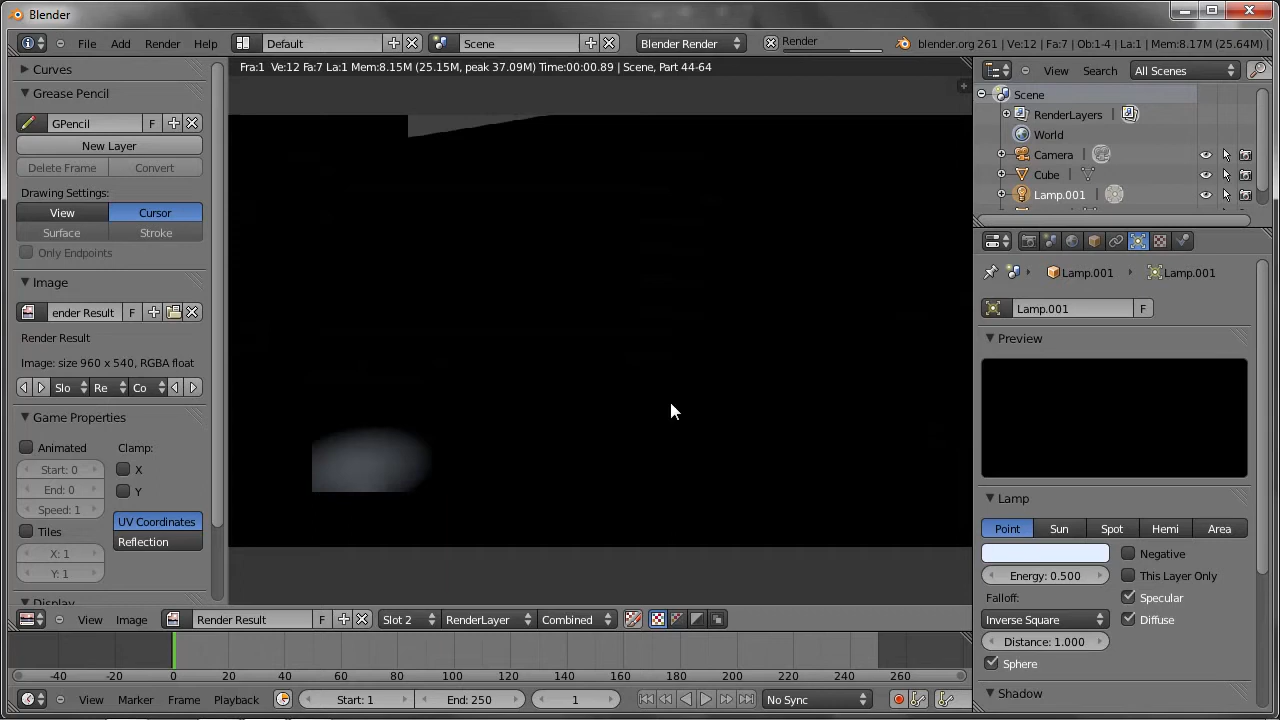 Blender
File Add Render Help Default Scene Blender Render Render blender.org 261 | Ve:12 | Fa:7 | Ob:1-4 | La:1 | Mem:8.17M (25.64M) |
Fra:1 Ve:12 Fa:7 La:1 Mem:8.15M (25.15M, peak 37.09M) Time:00:00.89 | Scene, Part 44-64
Curves
Grease Pencil
GPencil F
New Layer
Delete Frame Convert
Drawing Settings:
View Cursor
Surface Stroke
Only Endpoints
Image
ender Result F
Render Result
Image: size 960 x 540, RGBA float
Slo Re Co
Game Properties
Animated Clamp:
Start: 0 X
End: 0 Y
Speed: 1
UV Coordinates
Tiles
Reflection
X: 1
Y: 1
View Search All Scenes
Scene
RenderLayers
World
Camera
Cube
Lamp.001
Lamp.001 Lamp.001
Lamp.001 F
Preview
Lamp
Point Sun Spot Hemi Area
Negative
Energy: 0.500 This Layer Only
Falloff: Specular
Inverse Square Diffuse
Distance: 1.000
Sphere
Shadow
View Image Render Result F Slot 2 RenderLayer Combined
-40 -20 0 20 40 60 80 100 120 140 160 180 200 220 240 260
View Marker Frame Playback Start: 1 End: 250 1 No Sync